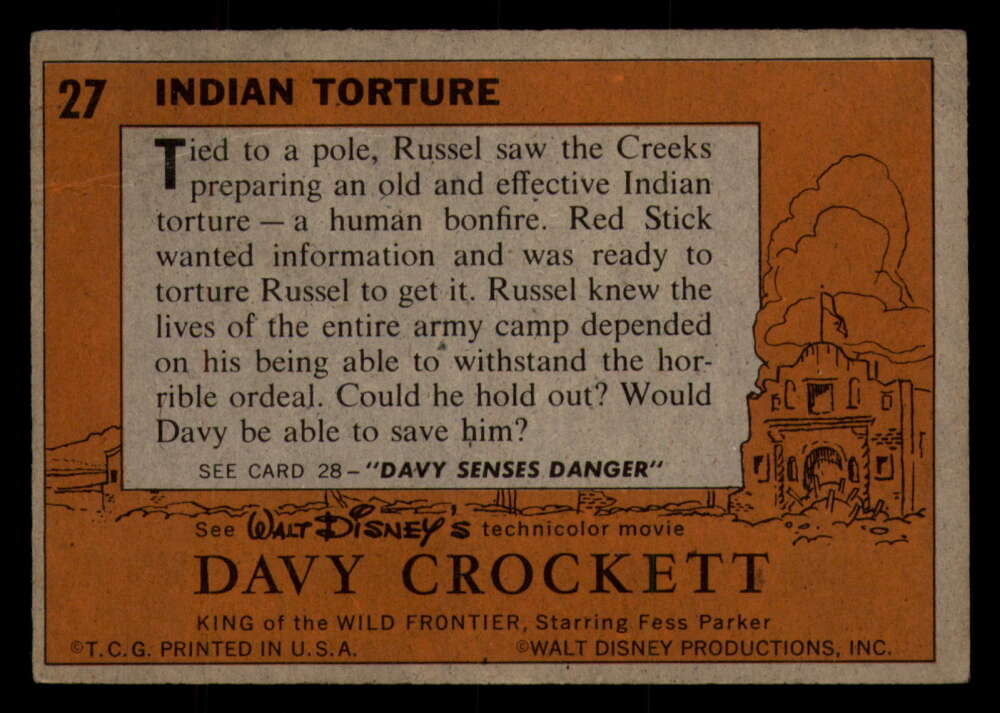 27 INDIAN TORTURE
Tied to a pole, Russel saw the Creeks
preparing an old and effective Indian
torture — a human bonfire. Red Stick
wanted information and was ready to
torture Russel to get it. Russel knew the
lives of the entire army camp depended
on his being able to withstand the hor-
rible ordeal. Could he hold out? Would
Davy be able to save him?
SEE CARD 28 – "DAVY SENSES DANGER"
See WALT DISNEY's technicolor movie
DAVY CROCKETT
KING of the WILD FRONTIER, Starring Fess Parker
©T.C.G. PRINTED IN U.S.A. ©WALT DISNEY PRODUCTIONS, INC.